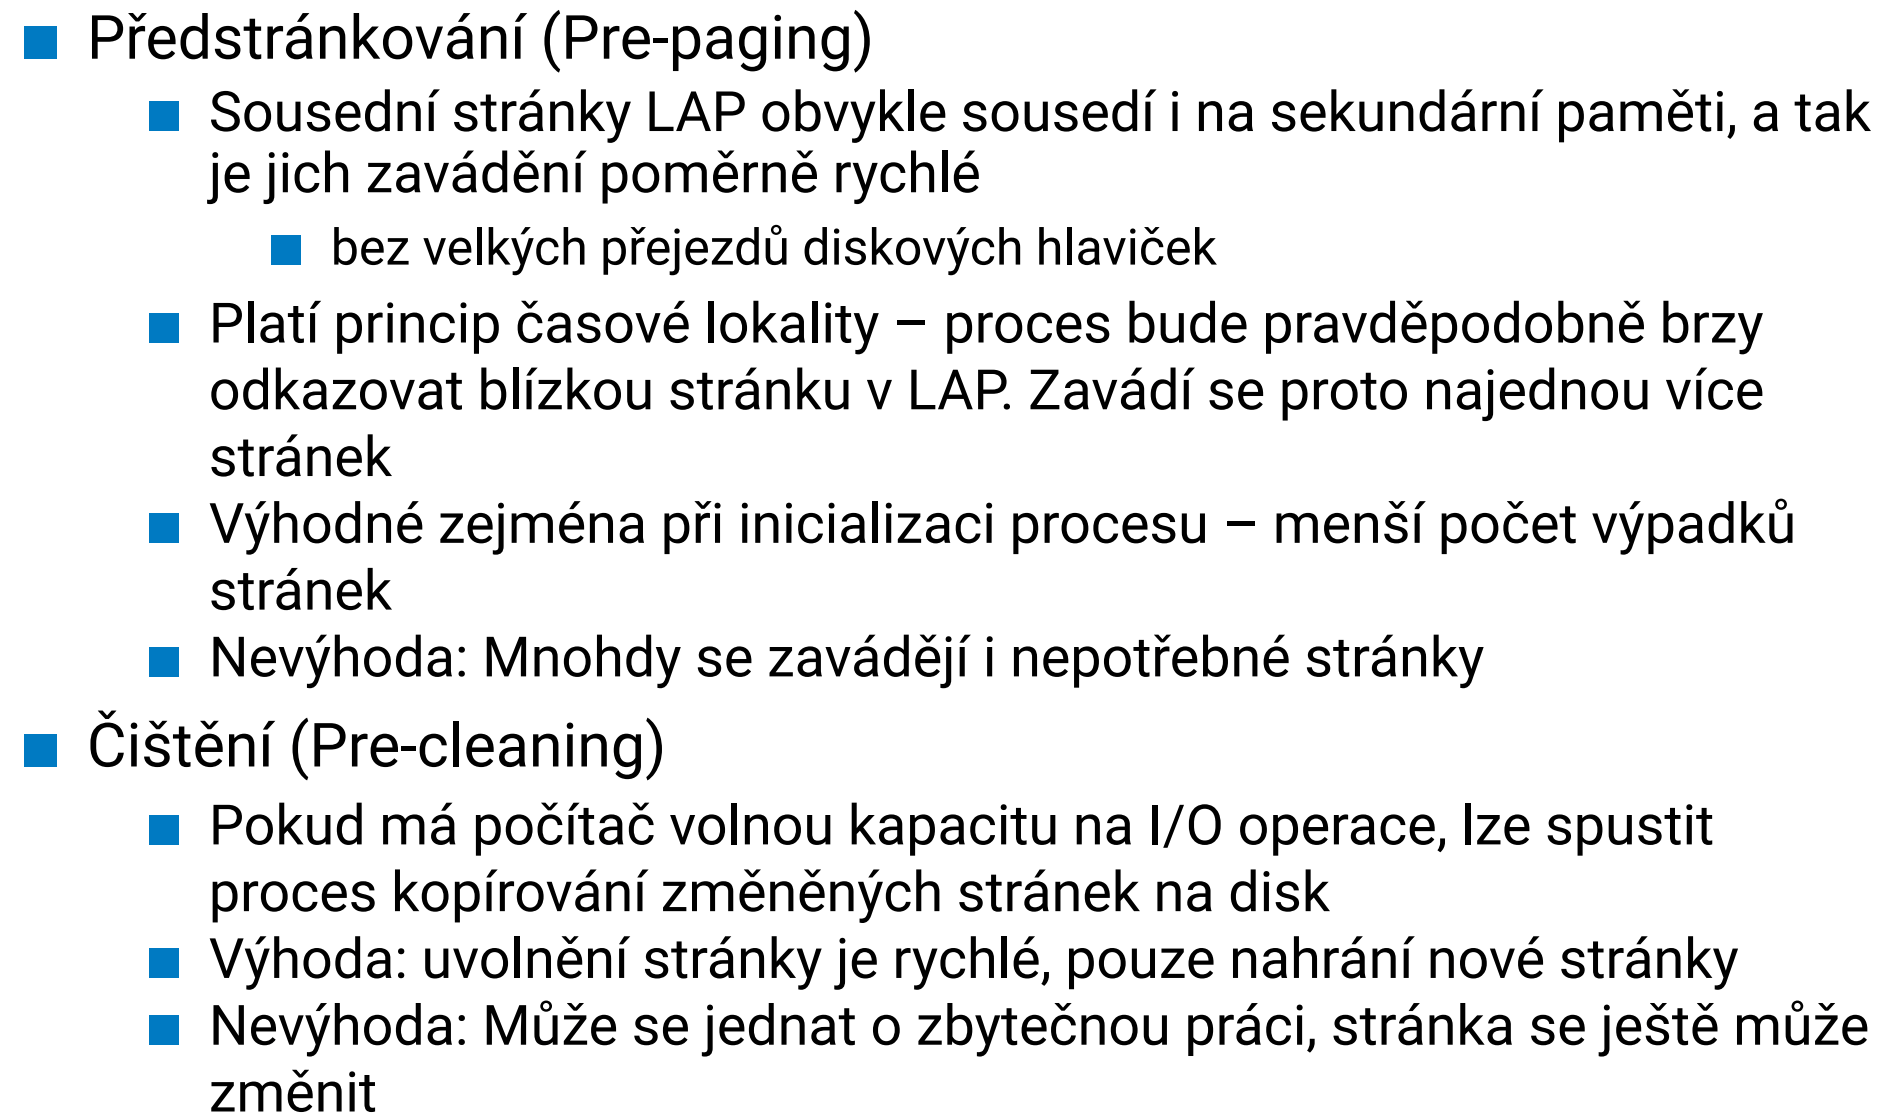 Předstránkování (Pre-paging)
Sousední stránky LAP obvykle sousedí i na sekundární paměti, a tak
je jich zavádění poměrně rychlé
bez velkých přejezdů diskových hlaviček
Platí princip časové lokality – proces bude pravděpodobně brzy
odkazovat blízkou stránku v LAP. Zavádí se proto najednou více
stránek
Výhodné zejména při inicializaci procesu – menší počet výpadků
stránek
Nevýhoda: Mnohdy se zavádějí i nepotřebné stránky
Čištění (Pre-cleaning)
Pokud má počítač volnou kapacitu na I/O operace, lze spustit
proces kopírování změněných stránek na disk
Výhoda: uvolnění stránky je rychlé, pouze nahrání nové stránky
Nevýhoda: Může se jednat o zbytečnou práci, stránka se ještě může
změnit